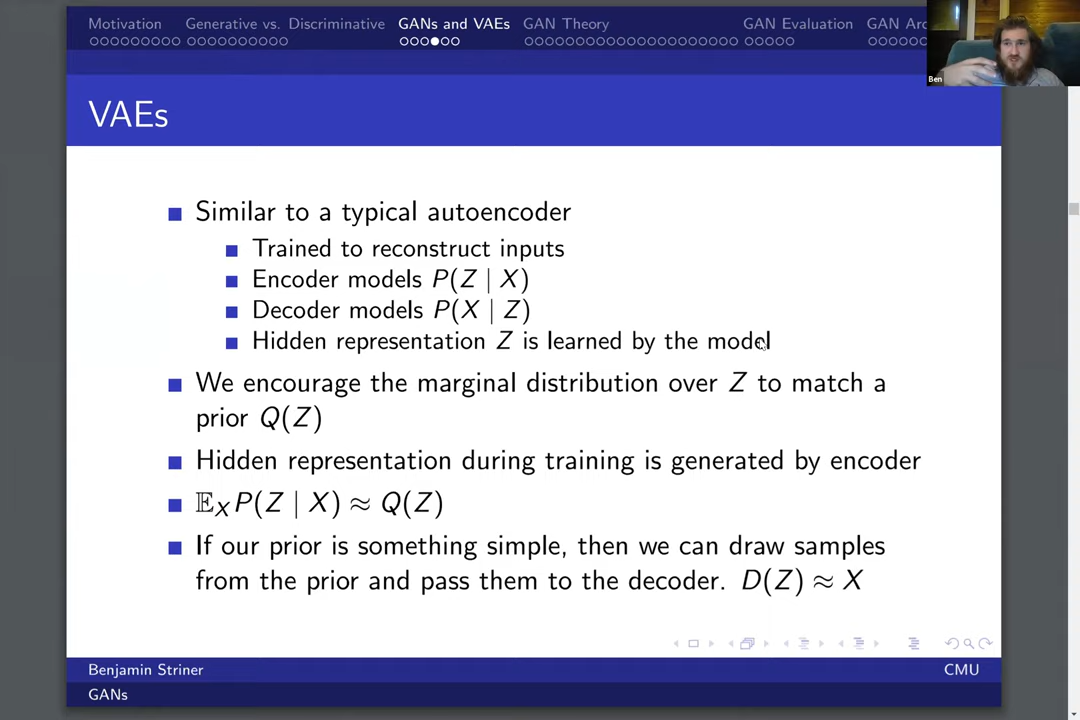 Motivation Generative vs. Discriminative GANs and VAEs GAN Theory GAN Evaluation GAN
Ben
VAEs
Similar to a typical autoencoder
Trained to reconstruct inputs
Encoder models P(Z | X)
Decoder models P(X | Z)
Hidden representation Z is learned by the model
We encourage the marginal distribution over Z to match a
prior Q(Z)
Hidden representation during training is generated by encoder
𝔼_X P(Z | X) ≈ Q(Z)
If our prior is something simple, then we can draw samples
from the prior and pass them to the decoder. D(Z) ≈ X
Benjamin Striner CMU
GANs